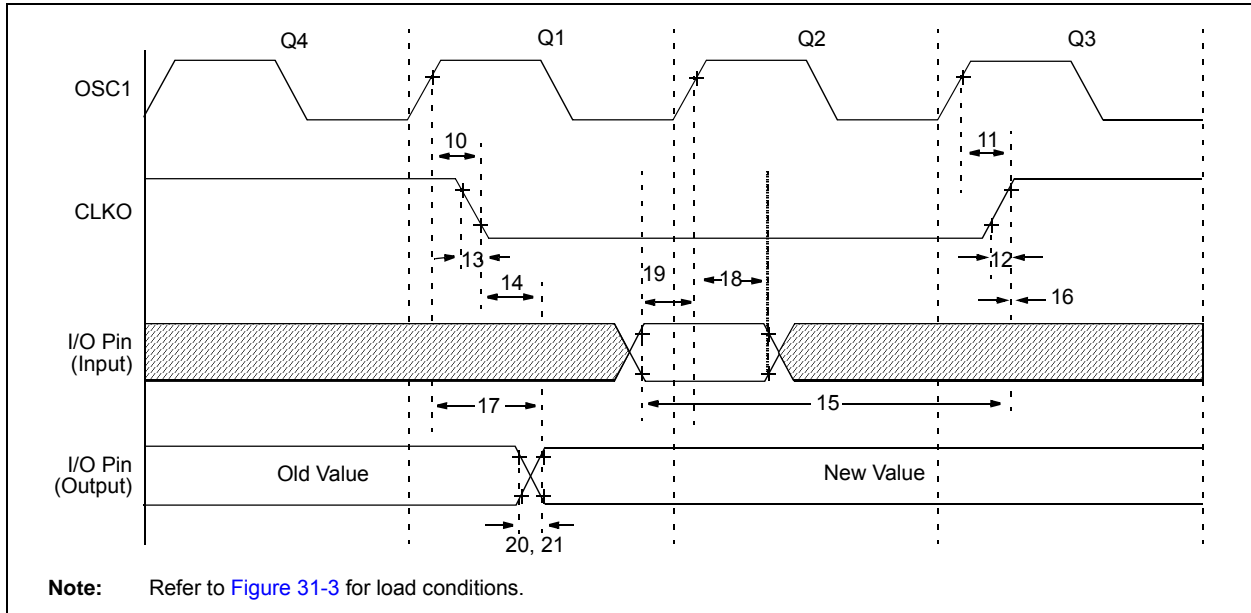 Q4 Q1 Q2 Q3
OSC1
10 11
CLKO
13 12
14 19 18 16
I/O Pin
(Input)
17 15
I/O Pin
(Output)
Old Value New Value
20, 21
Note: Refer to Figure 31-3 for load conditions.